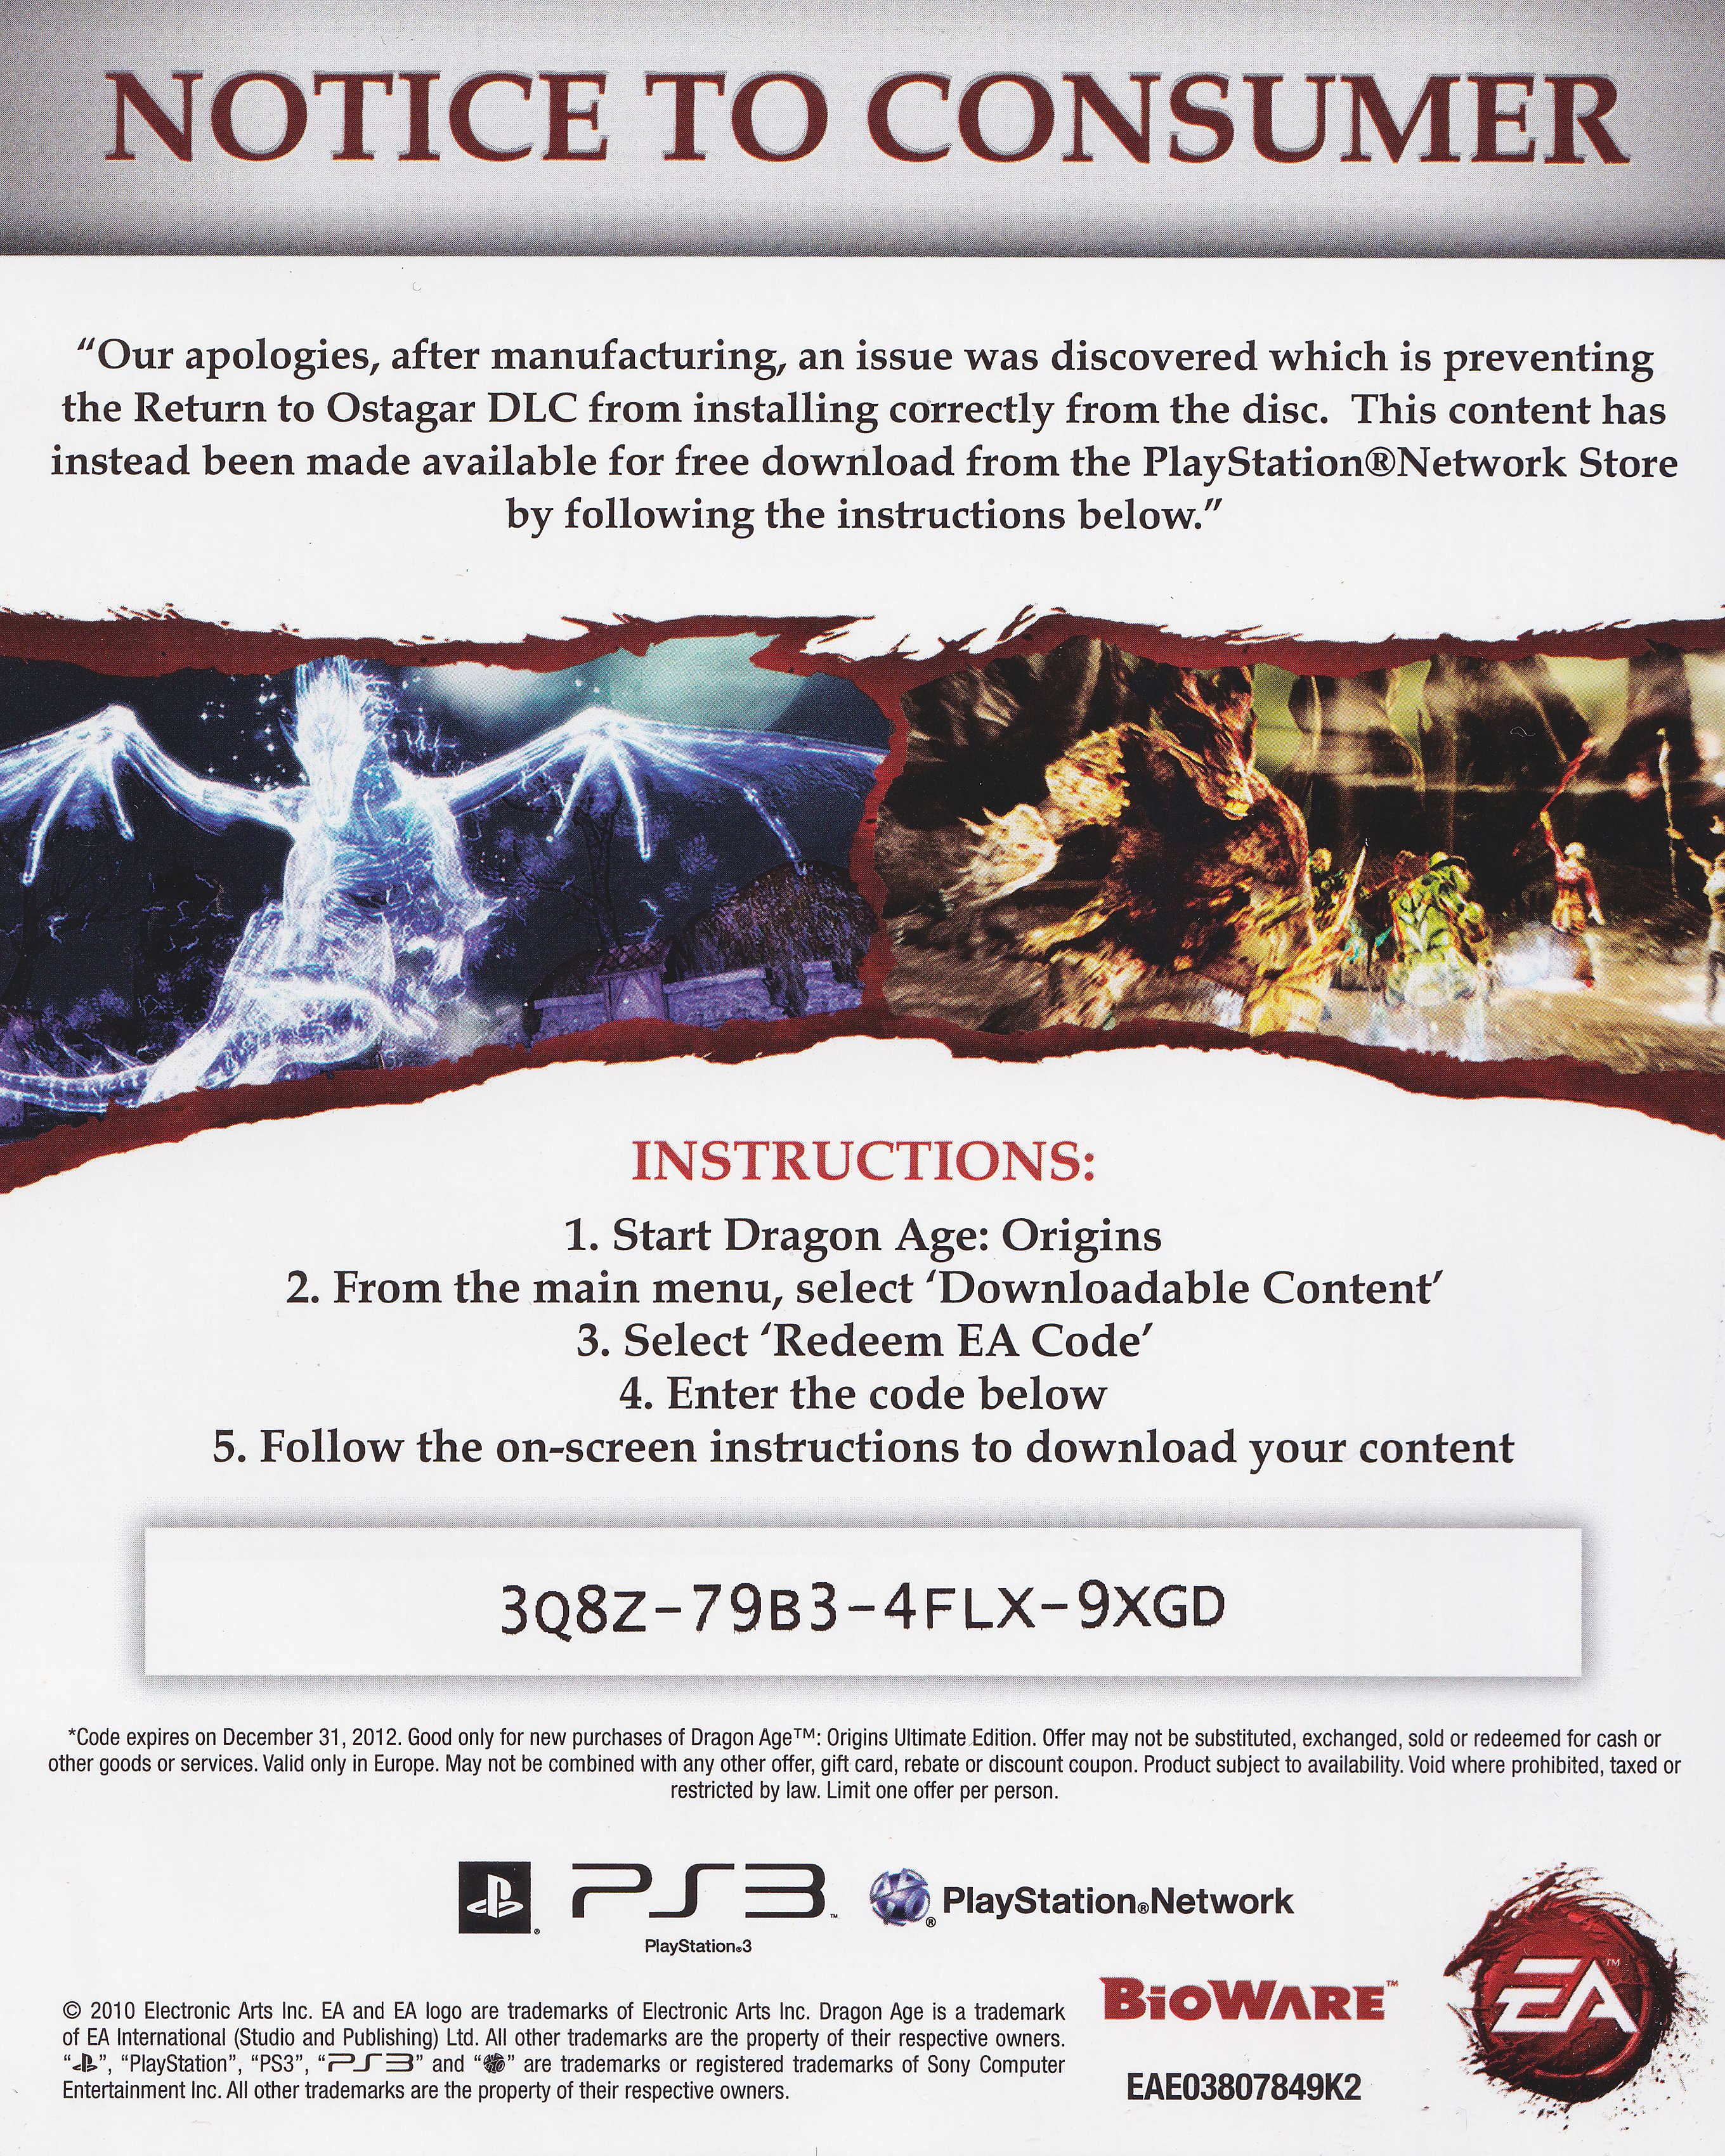 NOTICE TO CONSUMER
“Our apologies, after manufacturing, an issue was discovered which is preventing
the Return to Ostagar DLC from installing correctly from the disc.  This content has
instead been made available for free download from the PlayStation®Network Store
by following the instructions below.”
INSTRUCTIONS:
1. Start Dragon Age: Origins
2. From the main menu, select ‘Downloadable Content’
3. Select ‘Redeem EA Code’
4. Enter the code below
5. Follow the on-screen instructions to download your content
3Q8Z-79B3-4FLX-9XGD
*Code expires on December 31, 2012. Good only for new purchases of Dragon Age™: Origins Ultimate Edition. Offer may not be substituted, exchanged, sold or redeemed for cash or
other goods or services. Valid only in Europe. May not be combined with any other offer, gift card, rebate or discount coupon. Product subject to availability. Void where prohibited, taxed or
restricted by law. Limit one offer per person.
PS3™
PlayStation®3
PlayStation®Network
© 2010 Electronic Arts Inc. EA and EA logo are trademarks of Electronic Arts Inc. Dragon Age is a trademark
of EA International (Studio and Publishing) Ltd. All other trademarks are the property of their respective owners.
“ ”, “PlayStation”, “PS3”, “PS3” and “ ” are trademarks or registered trademarks of Sony Computer
Entertainment Inc. All other trademarks are the property of their respective owners.
BIOWARE™
EAE03807849K2
EA™